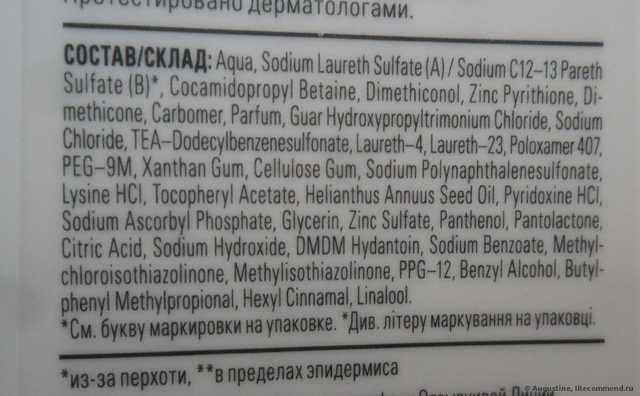 Протестировано дерматологами.
СОСТАВ/СКЛАД: Aqua, Sodium Laureth Sulfate (A) / Sodium C12–13 Pareth
Sulfate (B)*, Cocamidopropyl Betaine, Dimethiconol, Zinc Pyrithione, Di-
methicone, Carbomer, Parfum, Guar Hydroxypropyltrimonium Chloride, Sodium
Chloride, TEA–Dodecylbenzenesulfonate, Laureth–4, Laureth–23, Poloxamer 407,
PEG–9M, Xanthan Gum, Cellulose Gum, Sodium Polynaphthalenesulfonate,
Lysine HCl, Tocopheryl Acetate, Helianthus Annuus Seed Oil, Pyridoxine HCl,
Sodium Ascorbyl Phosphate, Glycerin, Zinc Sulfate, Panthenol, Pantolactone,
Citric Acid, Sodium Hydroxide, DMDM Hydantoin, Sodium Benzoate, Methyl-
chloroisothiazolinone, Methylisothiazolinone, PPG–12, Benzyl Alcohol, Butyl-
phenyl Methylpropional, Hexyl Cinnamal, Linalool.
*См. букву маркировки на упаковке. *Див. літеру маркування на упаковці.
*из-за перхоти, **в пределах эпидермиса
© Augustine, IRecommend.ru